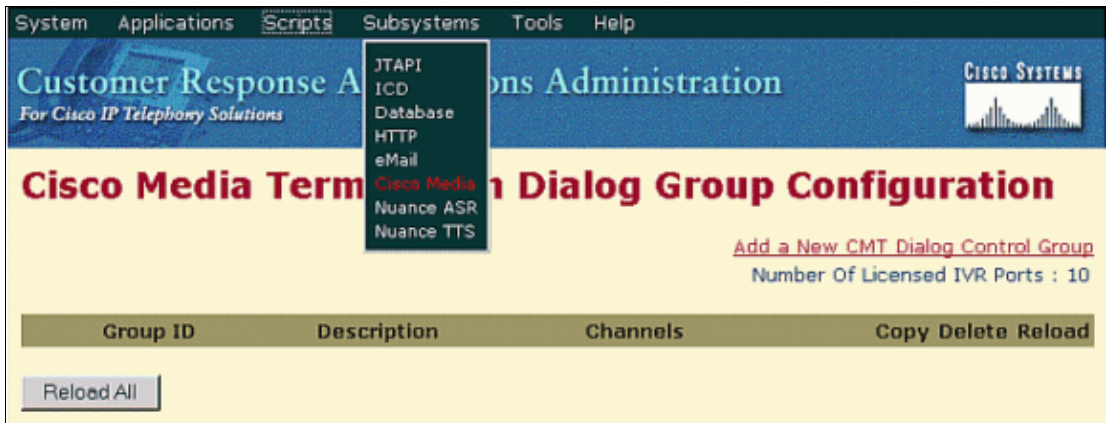 System Applications Scripts Subsystems Tools Help
JTAPI
ICD
Database
HTTP
eMail
Cisco Media
Nuance ASR
Nuance TTS
Customer Response A ons Administration
For Cisco IP Telephony Solutions
CISCO SYSTEMS
Cisco Media Term n Dialog Group Configuration
Add a New CMT Dialog Control Group
Number Of Licensed IVR Ports : 10
Group ID Description Channels Copy Delete Reload
Reload All